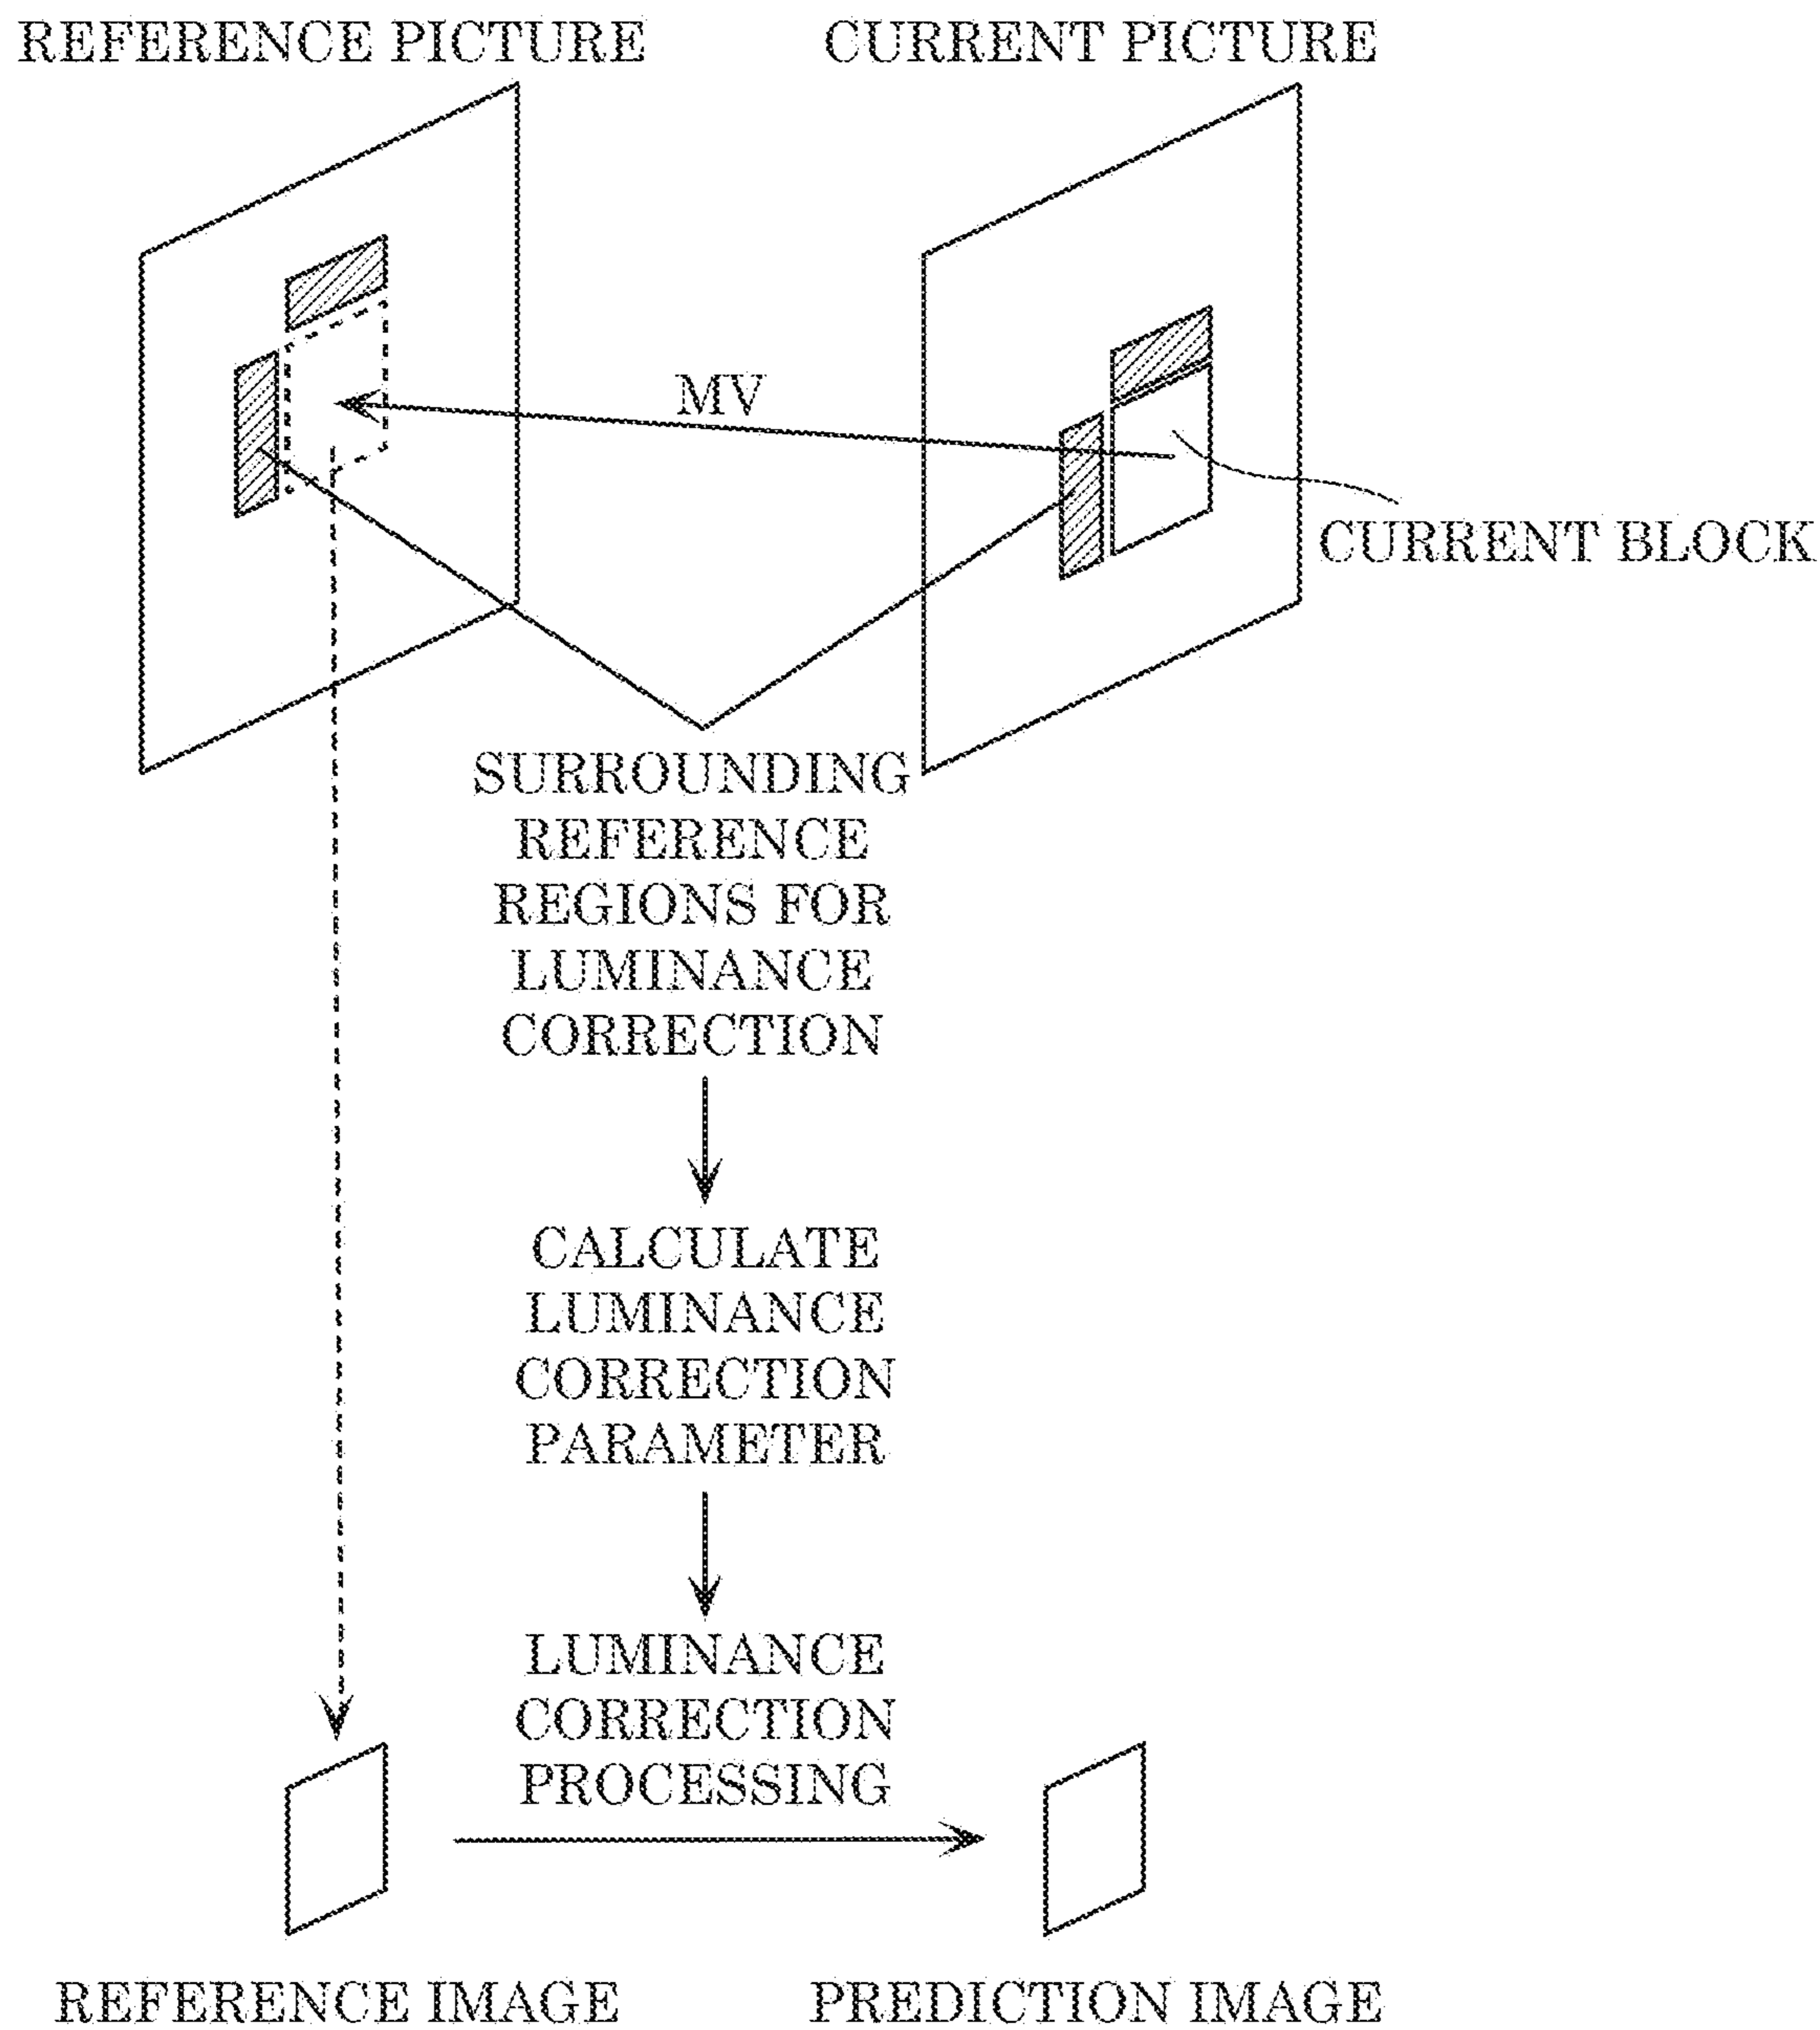 REFERENCE PICTURE
CURRENT PICTURE
MV
CURRENT BLOCK
SURROUNDING
REFERENCE
REGIONS FOR
LUMINANCE
CORRECTION
CALCULATE
LUMINANCE
CORRECTION
PARAMETER
LUMINANCE
CORRECTION
PROCESSING
REFERENCE IMAGE
PREDICTION IMAGE